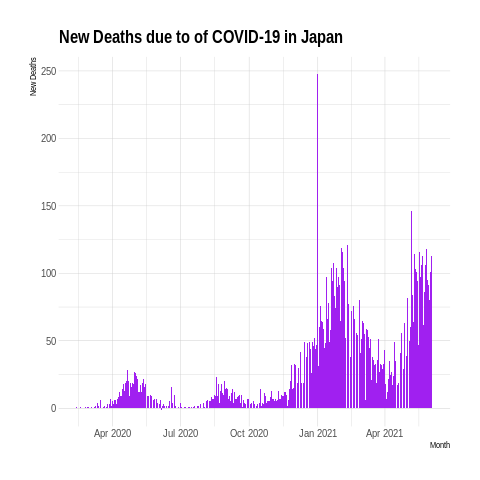 New Deaths due to of COVID-19 in Japan
New Deaths
250
200
150
100
50
0
Apr 2020 Jul 2020 Oct 2020 Jan 2021 Apr 2021
Month